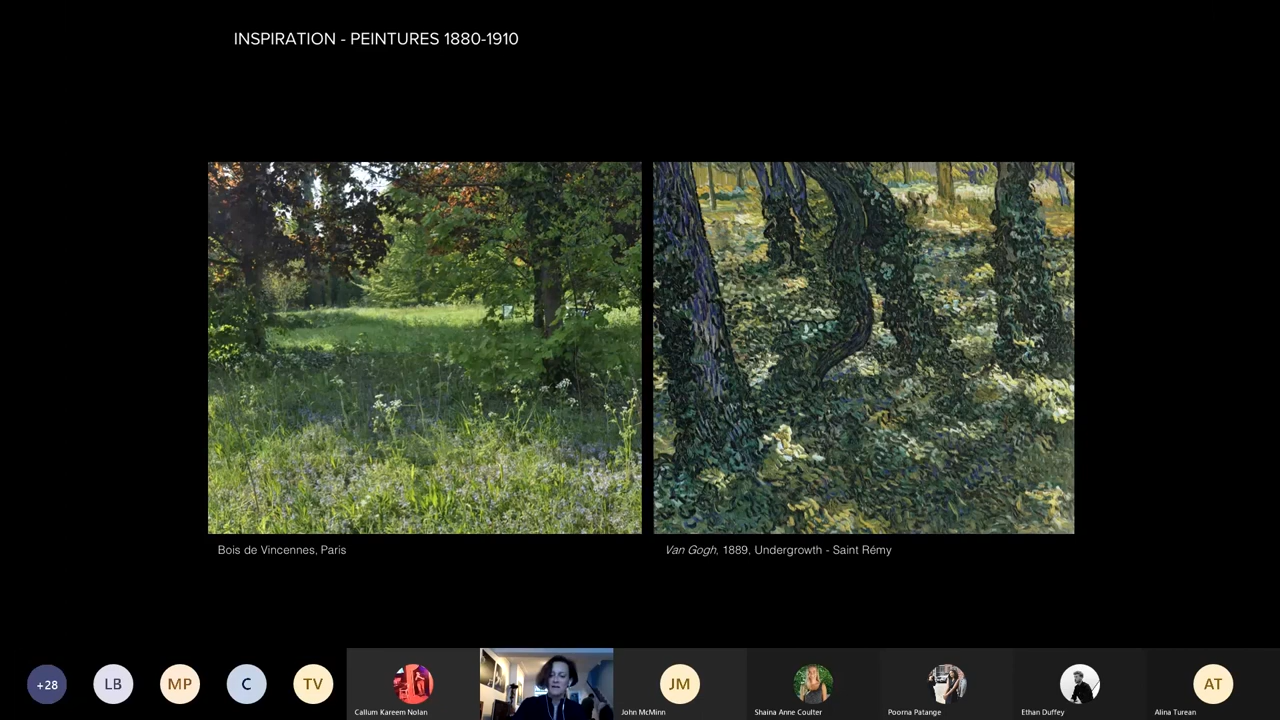 INSPIRATION - PEINTURES 1880-1910
Bois de Vincennes, Paris
Van Gogh, 1889, Undergrowth - Saint Rémy
+28
LB
MP
C
TV
JM
AT
Callum Kareem Nolan
John McMinn
Shaina Anne Coulter
Poorna Patange
Ethan Duffey
Alina Turean